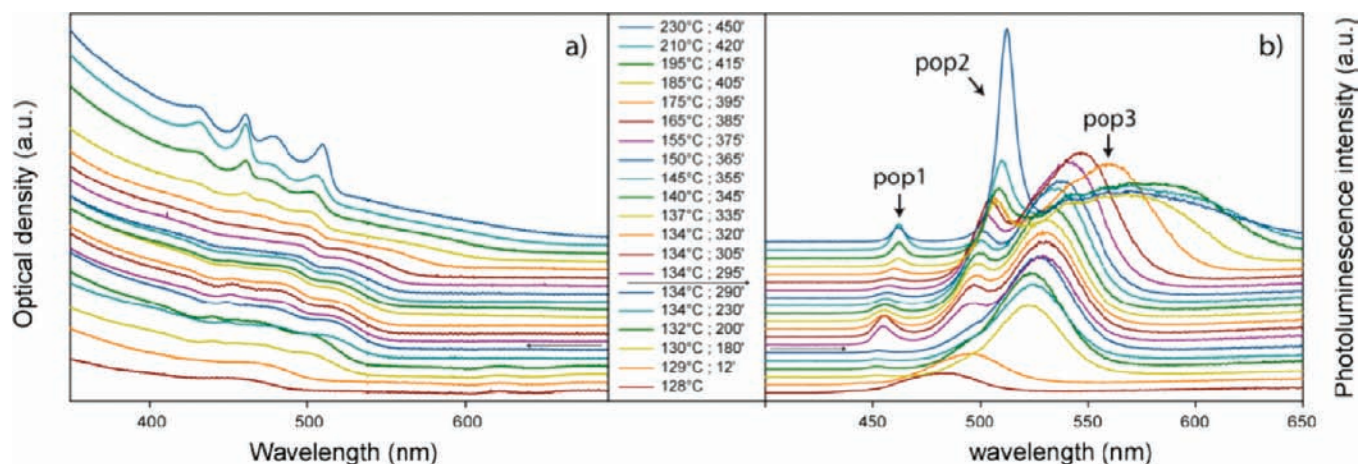 a)
b)
Optical density (a.u.)
Photoluminescence intensity (a.u.)
230°C ; 450'
210°C ; 420'
195°C ; 415'
185°C ; 405'
175°C ; 395'
165°C ; 385'
155°C ; 375'
150°C ; 365'
145°C ; 355'
140°C ; 345'
137°C ; 335'
134°C ; 320'
134°C ; 305'
134°C ; 295'
134°C ; 290'
134°C ; 230'
132°C ; 200'
130°C ; 180'
129°C ; 12'
128°C
pop2
pop3
pop1
400 500 600
450 500 550 600 650
Wavelength (nm)
wavelength (nm)